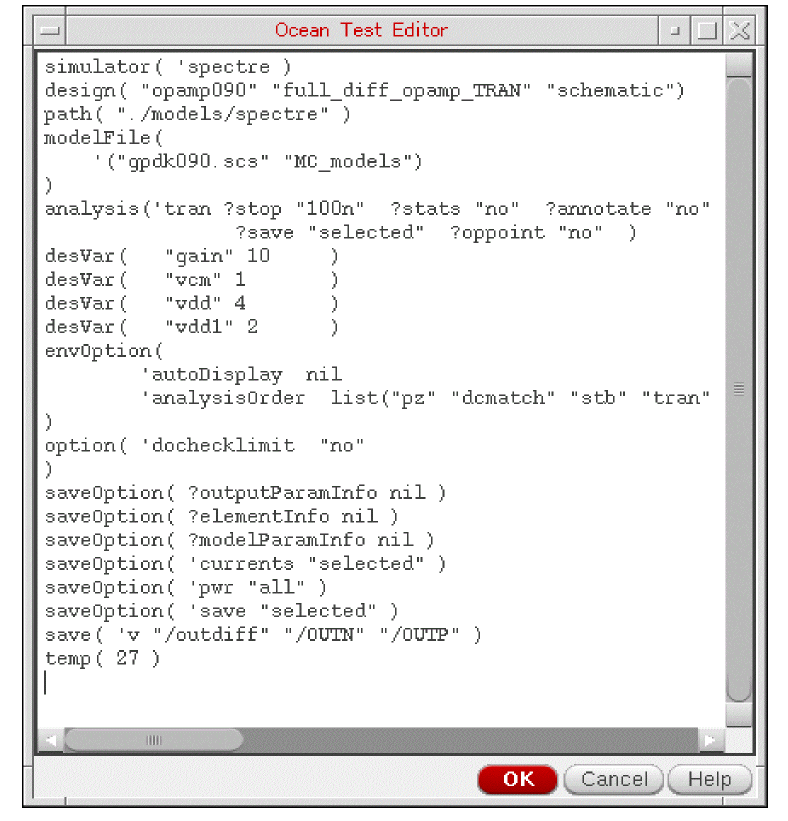 Ocean Test Editor
simulator( 'spectre )
design( "opamp090" "full_diff_opamp_TRAN" "schematic")
path( "./models/spectre" )
modelFile(
    '("gpdk090.scs" "MC_models")
)
analysis('tran ?stop "100n"  ?stats "no"  ?annotate "no"
                ?save "selected"  ?oppoint "no"  )
desVar(   "gain" 10      )
desVar(   "vcm" 1        )
desVar(   "vdd" 4        )
desVar(   "vdd1" 2       )
envOption(
        'autoDisplay  nil
        'analysisOrder  list("pz" "dcmatch" "stb" "tran"
)
option( 'dochecklimit  "no"
)
saveOption( ?outputParamInfo nil )
saveOption( ?elementInfo nil )
saveOption( ?modelParamInfo nil )
saveOption( 'currents "selected" )
saveOption( 'pwr "all" )
saveOption( 'save "selected" )
save( 'v "/outdiff" "/OUTN" "/OUTP" )
temp( 27 )
OK Cancel Help